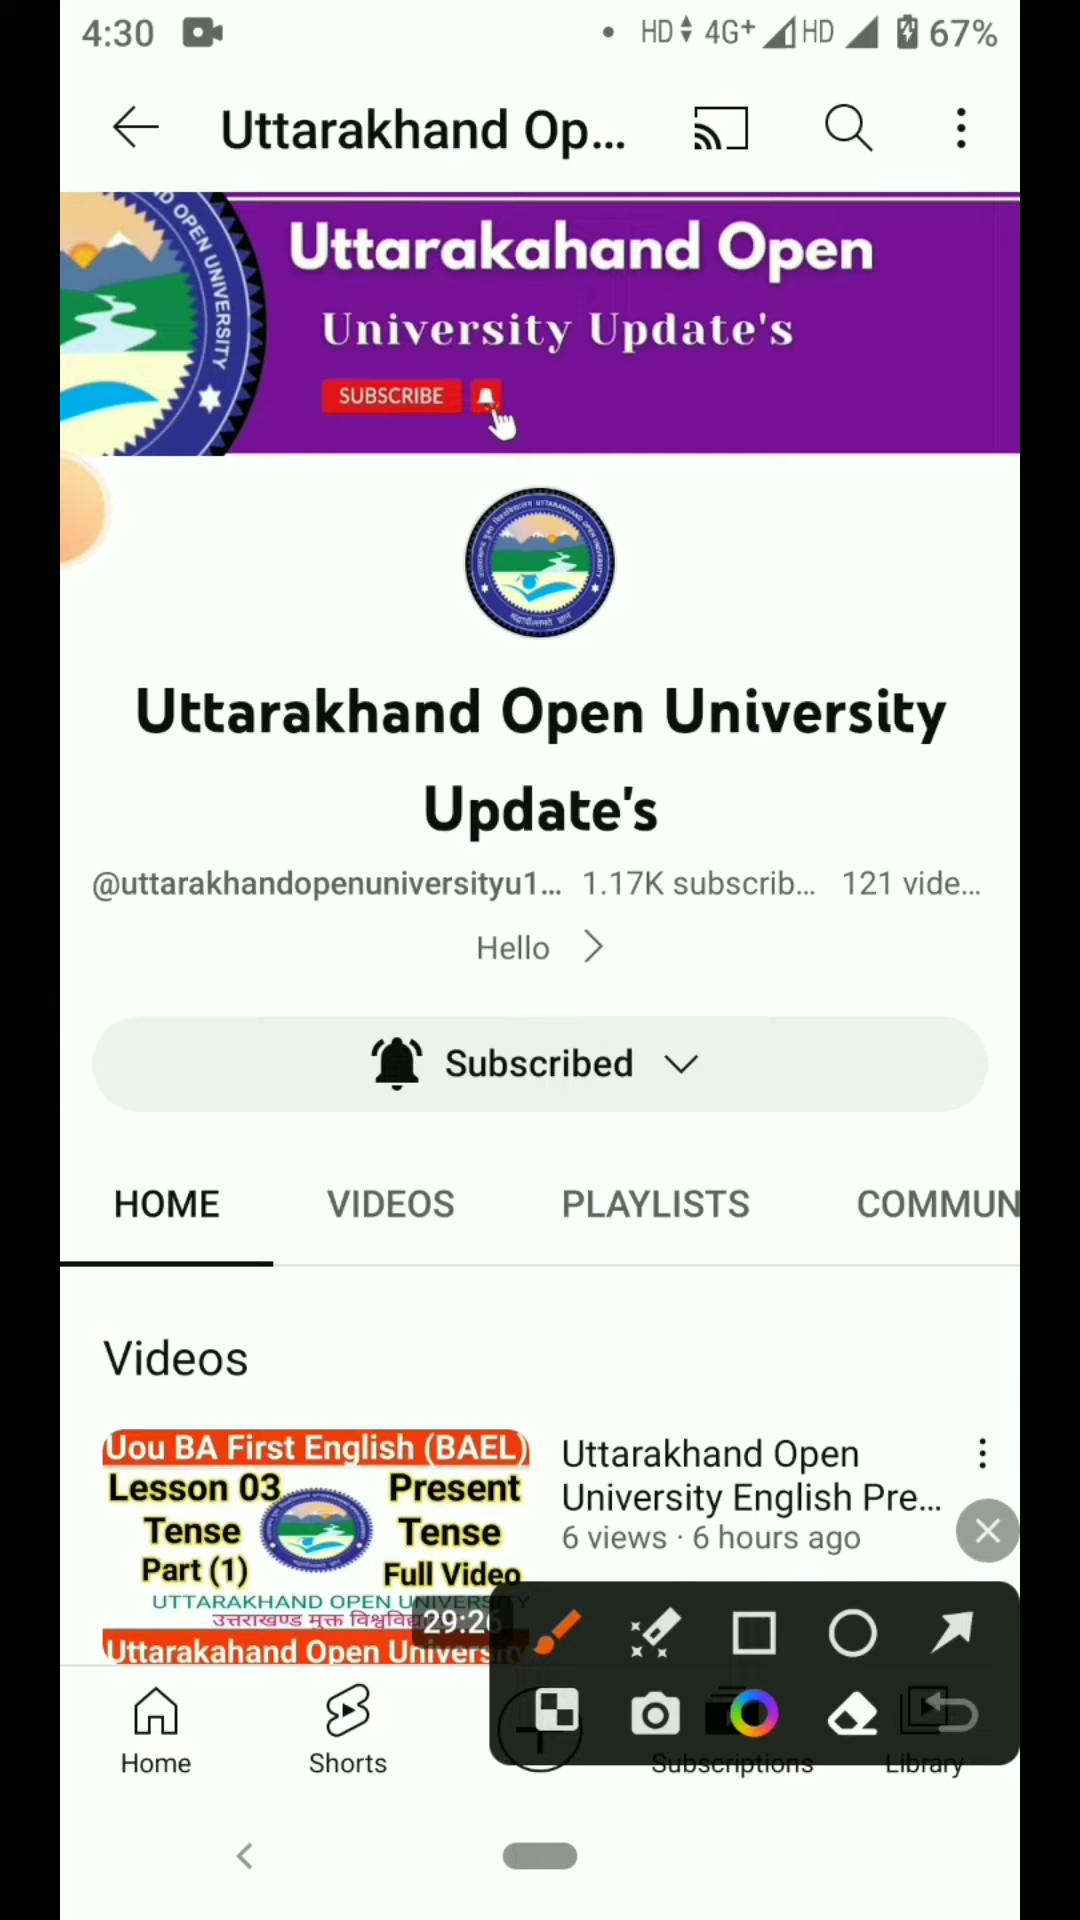 4:30 HD 4G+ HD 67%
Uttarakhand Op...
OPEN UNIVERSITY
Uttarakahand Open
University Update's
SUBSCRIBE
Uttarakhand Open University
Update's
@uttarakhandopenuniversityu1... 1.17K subscrib... 121 vide...
Hello
Subscribed
HOME VIDEOS PLAYLISTS COMMUN
Videos
Uou BA First English (BAEL)
Lesson 03 Present
Tense Tense
Part (1) Full Video
UTTARAKHAND OPEN UNIVERSITY
उत्तराखण्ड मुक्त
29:26
Uttarakahand Open Universit
Uttarakhand Open
University English Pre...
6 views · 6 hours ago
Home Shorts Subscriptions Library